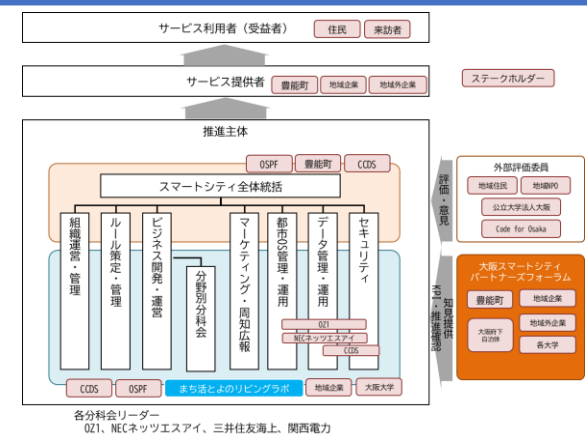 サービス利用者（受益者）
住民
来訪者
サービス提供者
豊能町
地域企業
地域外企業
ステークホルダー
推進主体
OSPF
豊能町
CCDS
スマートシティ全体統括
組織運営・管理
ルール策定・管理
ビジネス開発・運営
分野別分科会
マーケティング・周知広報
都市OS管理・運用
データ管理・運用
セキュリティ
OZ1
NECネッツエスアイ
CCDS
CCDS
OSPF
まち活とよのリビングラボ
地域企業
大阪大学
評価・意見
外部評価委員
地域住民
地域NPO
公立大学法人大阪
Code for Osaka
知見提供
KPI・推進確認
大阪スマートシティ
パートナーズフォーラム
豊能町
地域企業
大阪府下
自治体
地域外企業
各大学
各分科会リーダー
OZ1、NECネッツエスアイ、三井住友海上、関西電力